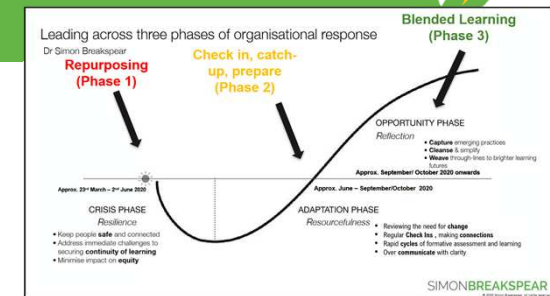 Leading across three phases of organisational response
Dr Simon Breakspear
Repurposing
(Phase 1)
Check in, catch-
up, prepare
(Phase 2)
Blended Learning
(Phase 3)
OPPORTUNITY PHASE
Reflection
• Capture emerging practices
• Cleanse & simplify
• Weave through-lines to brighter learning
futures
Approx. September/ October 2020 onwards
Approx. 23rd March – 2nd June 2020
Approx. June – September/October 2020
CRISIS PHASE
Resilience
• Keep people safe and connected
• Address immediate challenges to
securing continuity of learning
• Minimise impact on equity
ADAPTATION PHASE
Resourcefulness
• Reviewing the need for change
• Regular Check Ins , making connections
• Rapid cycles of formative assessment and learning
• Over communicate with clarity
SIMONBREAKSPEAR